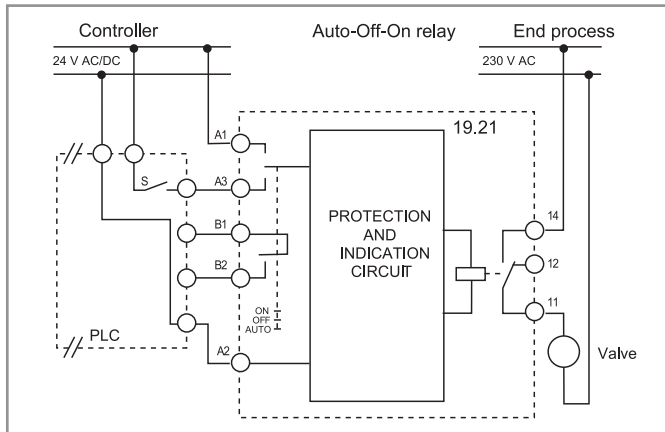 Controller
Auto-Off-On relay
End process
24 V AC/DC
230 V AC
A1
19.21
S
A3
14
B1
PROTECTION
AND
INDICATION
CIRCUIT
12
B2
11
ON
OFF
AUTO
PLC
A2
Valve